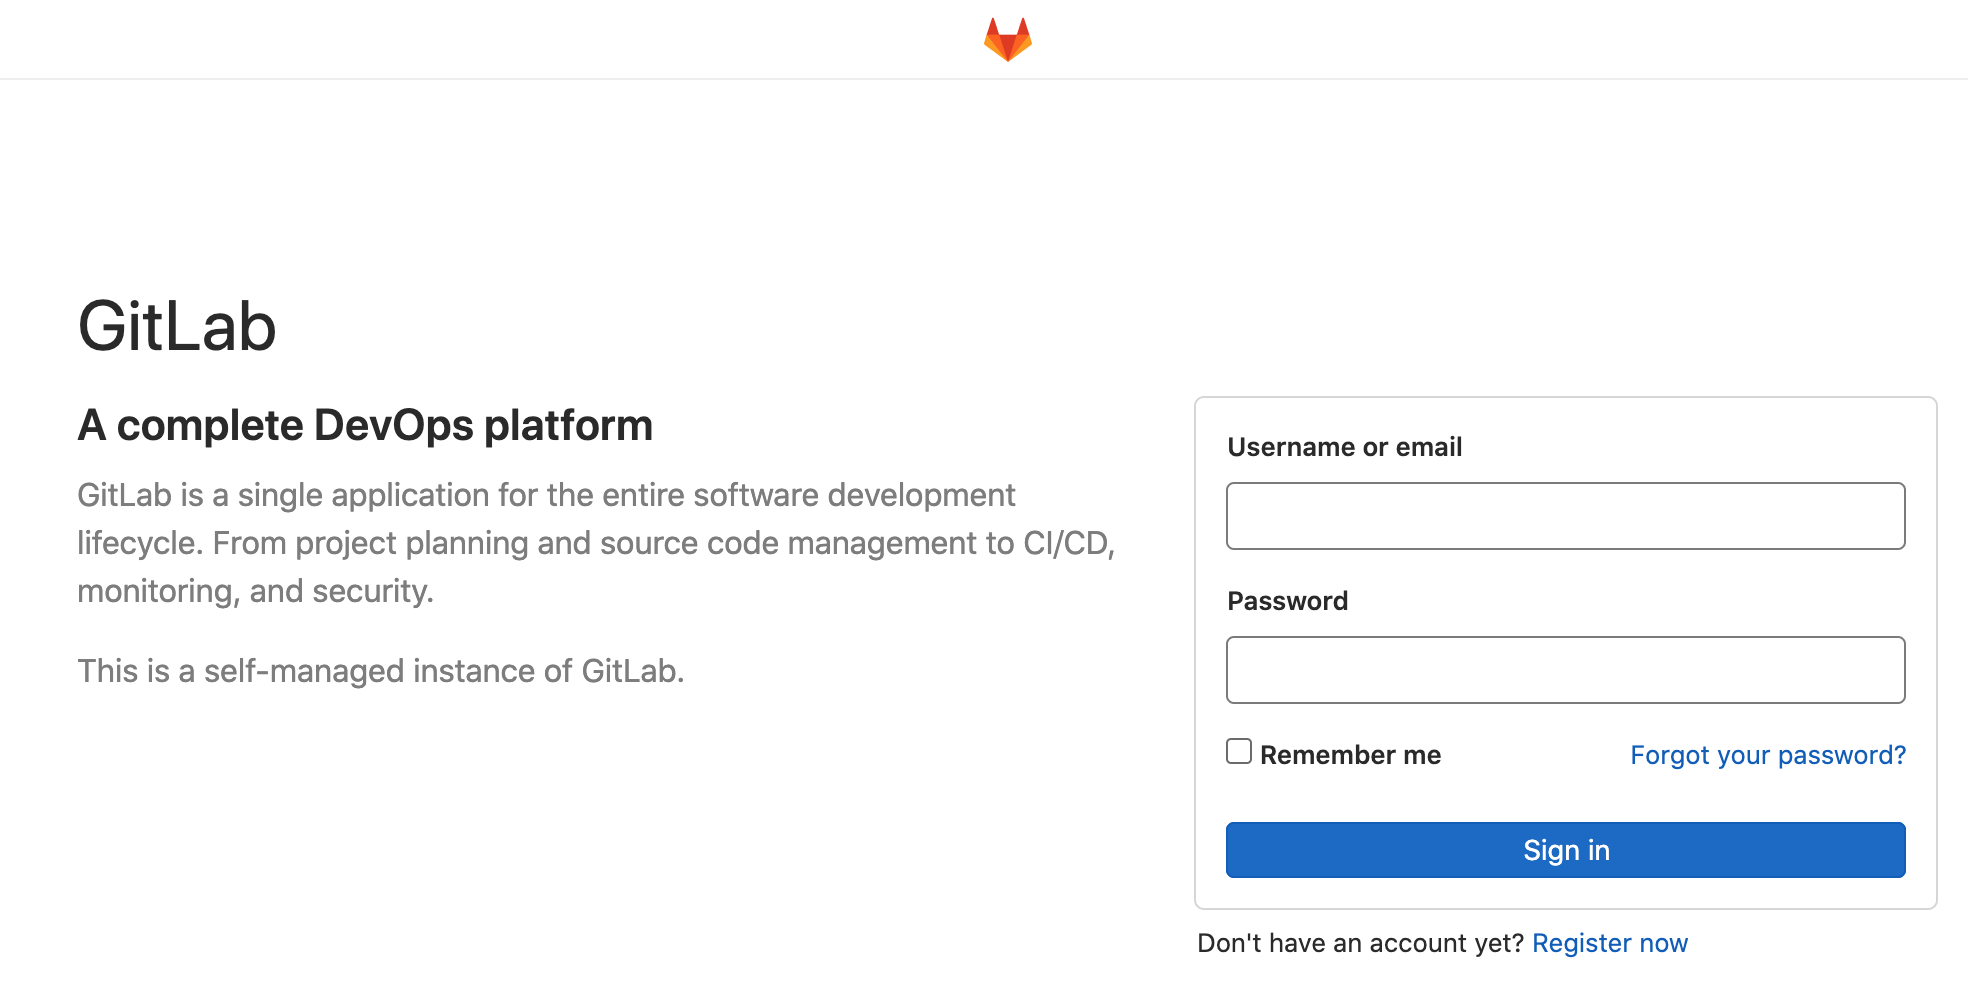 GitLab
A complete DevOps platform
GitLab is a single application for the entire software development
lifecycle. From project planning and source code management to CI/CD,
monitoring, and security.
This is a self-managed instance of GitLab.
Username or email
Password
Remember me
Forgot your password?
Sign in
Don't have an account yet? Register now